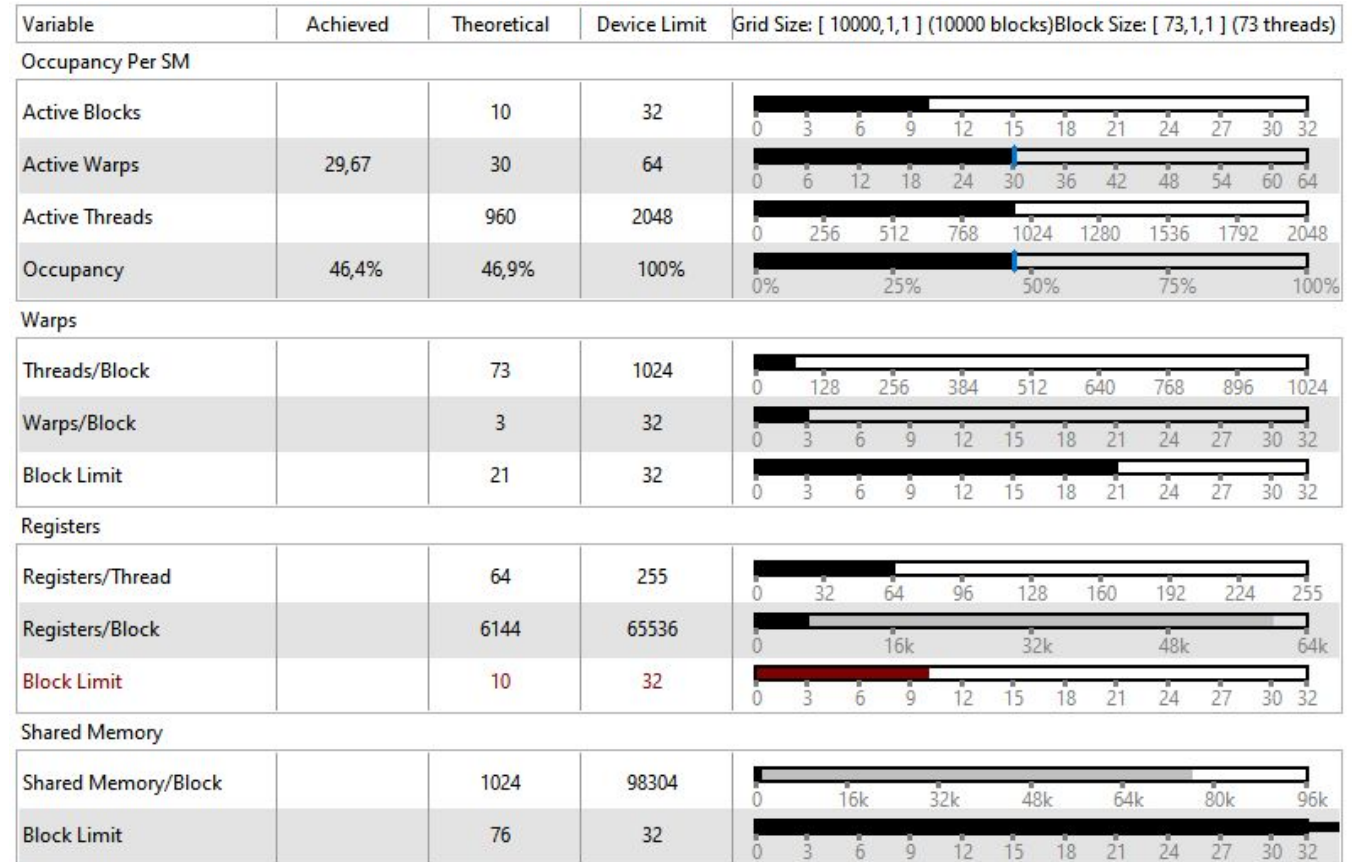 Variable Achieved Theoretical Device Limit Grid Size: [ 10000,1,1 ] (10000 blocks)Block Size: [ 73,1,1 ] (73 threads)
Occupancy Per SM
Active Blocks 10 32
0 3 6 9 12 15 18 21 24 27 30 32
Active Warps 29,67 30 64
0 6 12 18 24 30 36 42 48 54 60 64
Active Threads 960 2048
0 256 512 768 1024 1280 1536 1792 2048
Occupancy 46,4% 46,9% 100%
0% 25% 50% 75% 100%
Warps
Threads/Block 73 1024
0 128 256 384 512 640 768 896 1024
Warps/Block 3 32
0 3 6 9 12 15 18 21 24 27 30 32
Block Limit 21 32
0 3 6 9 12 15 18 21 24 27 30 32
Registers
Registers/Thread 64 255
0 32 64 96 128 160 192 224 255
Registers/Block 6144 65536
0 16k 32k 48k 64k
Block Limit 10 32
0 3 6 9 12 15 18 21 24 27 30 32
Shared Memory
Shared Memory/Block 1024 98304
0 16k 32k 48k 64k 80k 96k
Block Limit 76 32
0 3 6 9 12 15 18 21 24 27 30 32